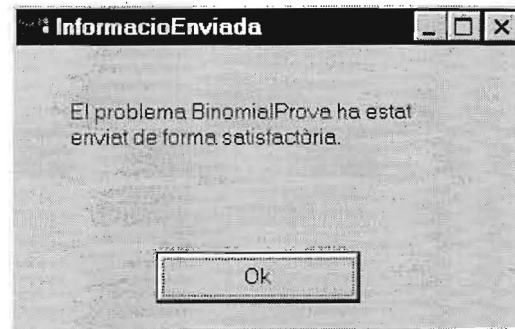 InformacioEnviada
El problema BinomialProva ha estat
enviat de forma satisfactòria.
Ok